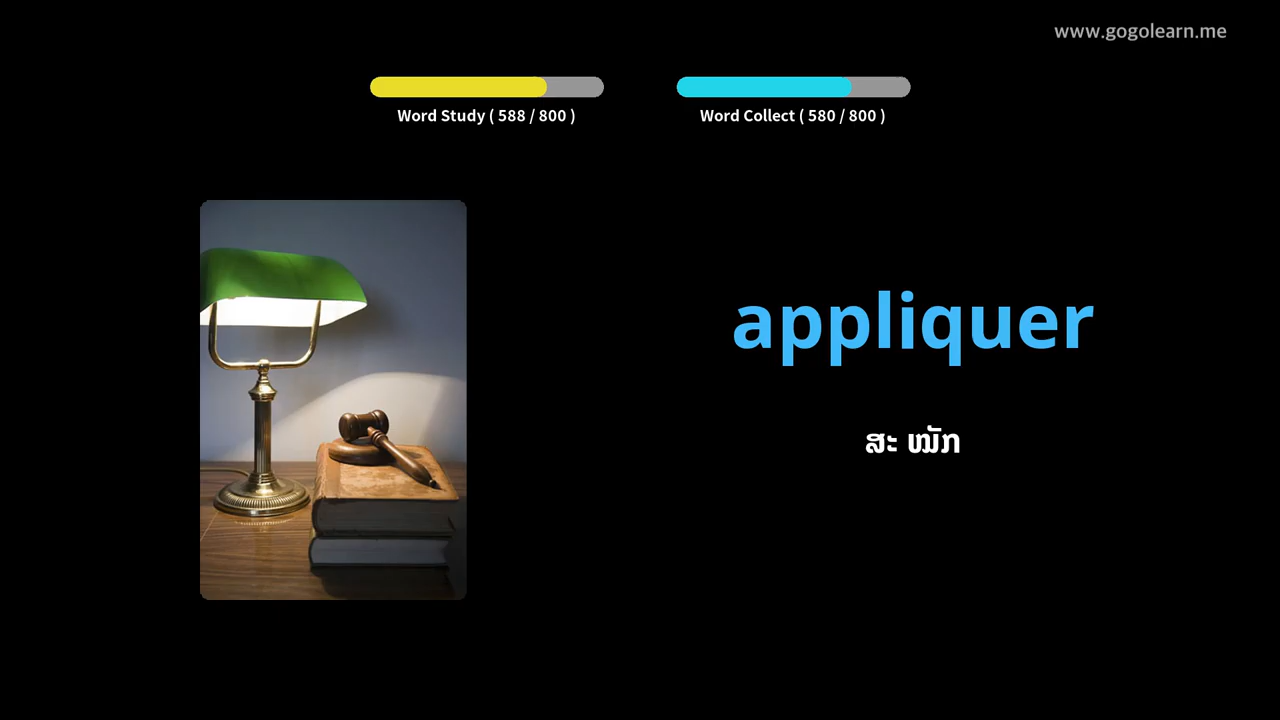 www.gogolearn.me
Word Study ( 588 / 800 )
Word Collect ( 580 / 800 )
appliquer
ສະ ໝັກ